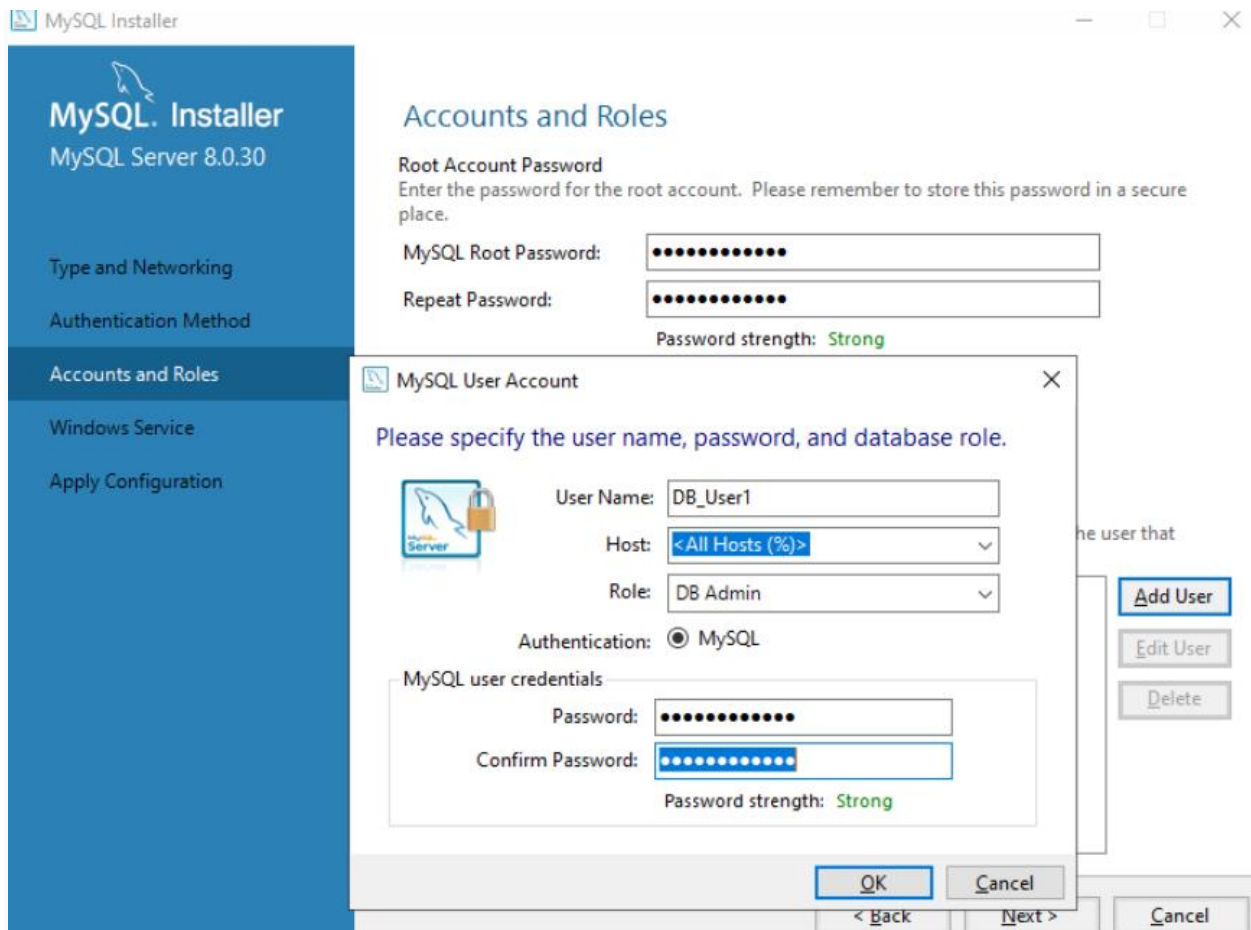 MySQL Installer
MySQL. Installer
MySQL Server 8.0.30
Type and Networking
Authentication Method
Accounts and Roles
Windows Service
Apply Configuration
Accounts and Roles
Root Account Password
Enter the password for the root account. Please remember to store this password in a secure
place.
MySQL Root Password: ●●●●●●●●●●●●
Repeat Password: ●●●●●●●●●●●●
Password strength: Strong
MySQL User Account
Please specify the user name, password, and database role.
Server
User Name: DB_User1
Host: <All Hosts (%)>
Role: DB Admin
Authentication: MySQL
MySQL user credentials
Password: ●●●●●●●●●●●●
Confirm Password: ●●●●●●●●●●●●
Password strength: Strong
OK Cancel
he user that
Add User
Edit User
Delete
< Back Next > Cancel